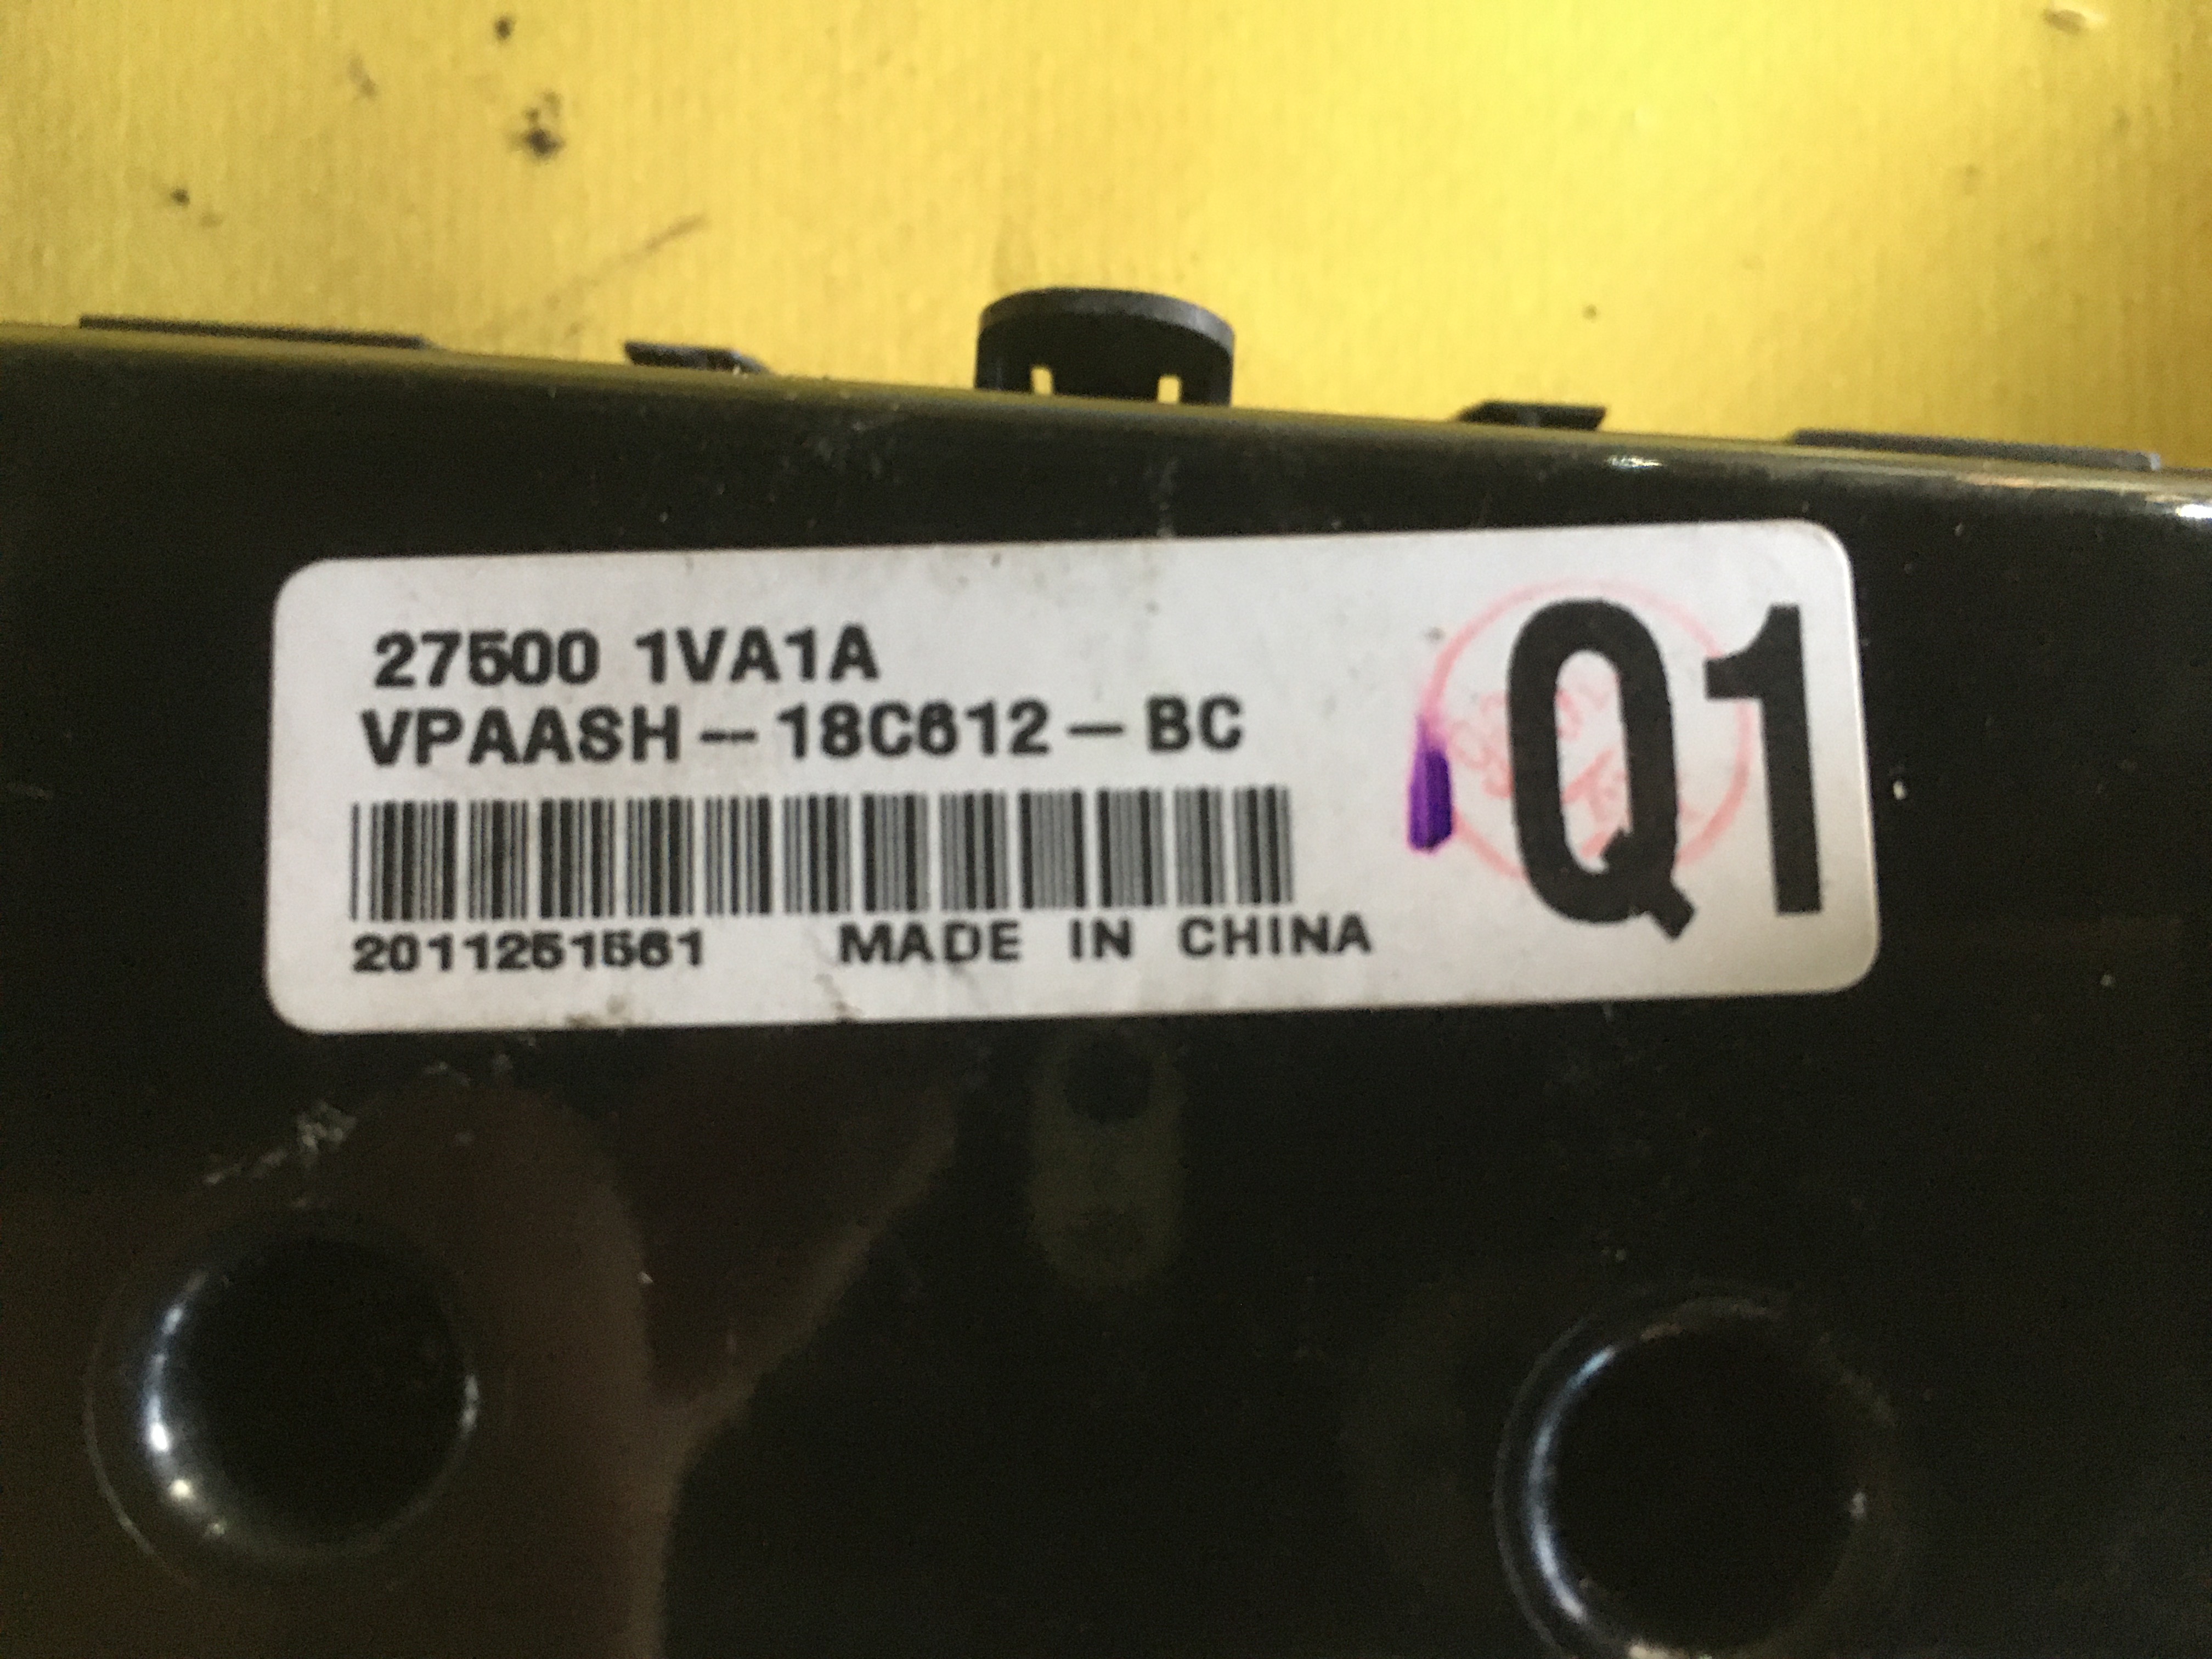 27500 1VA1A
VPAASH-18C612-BC
2011251561
MADE IN CHINA
Q1